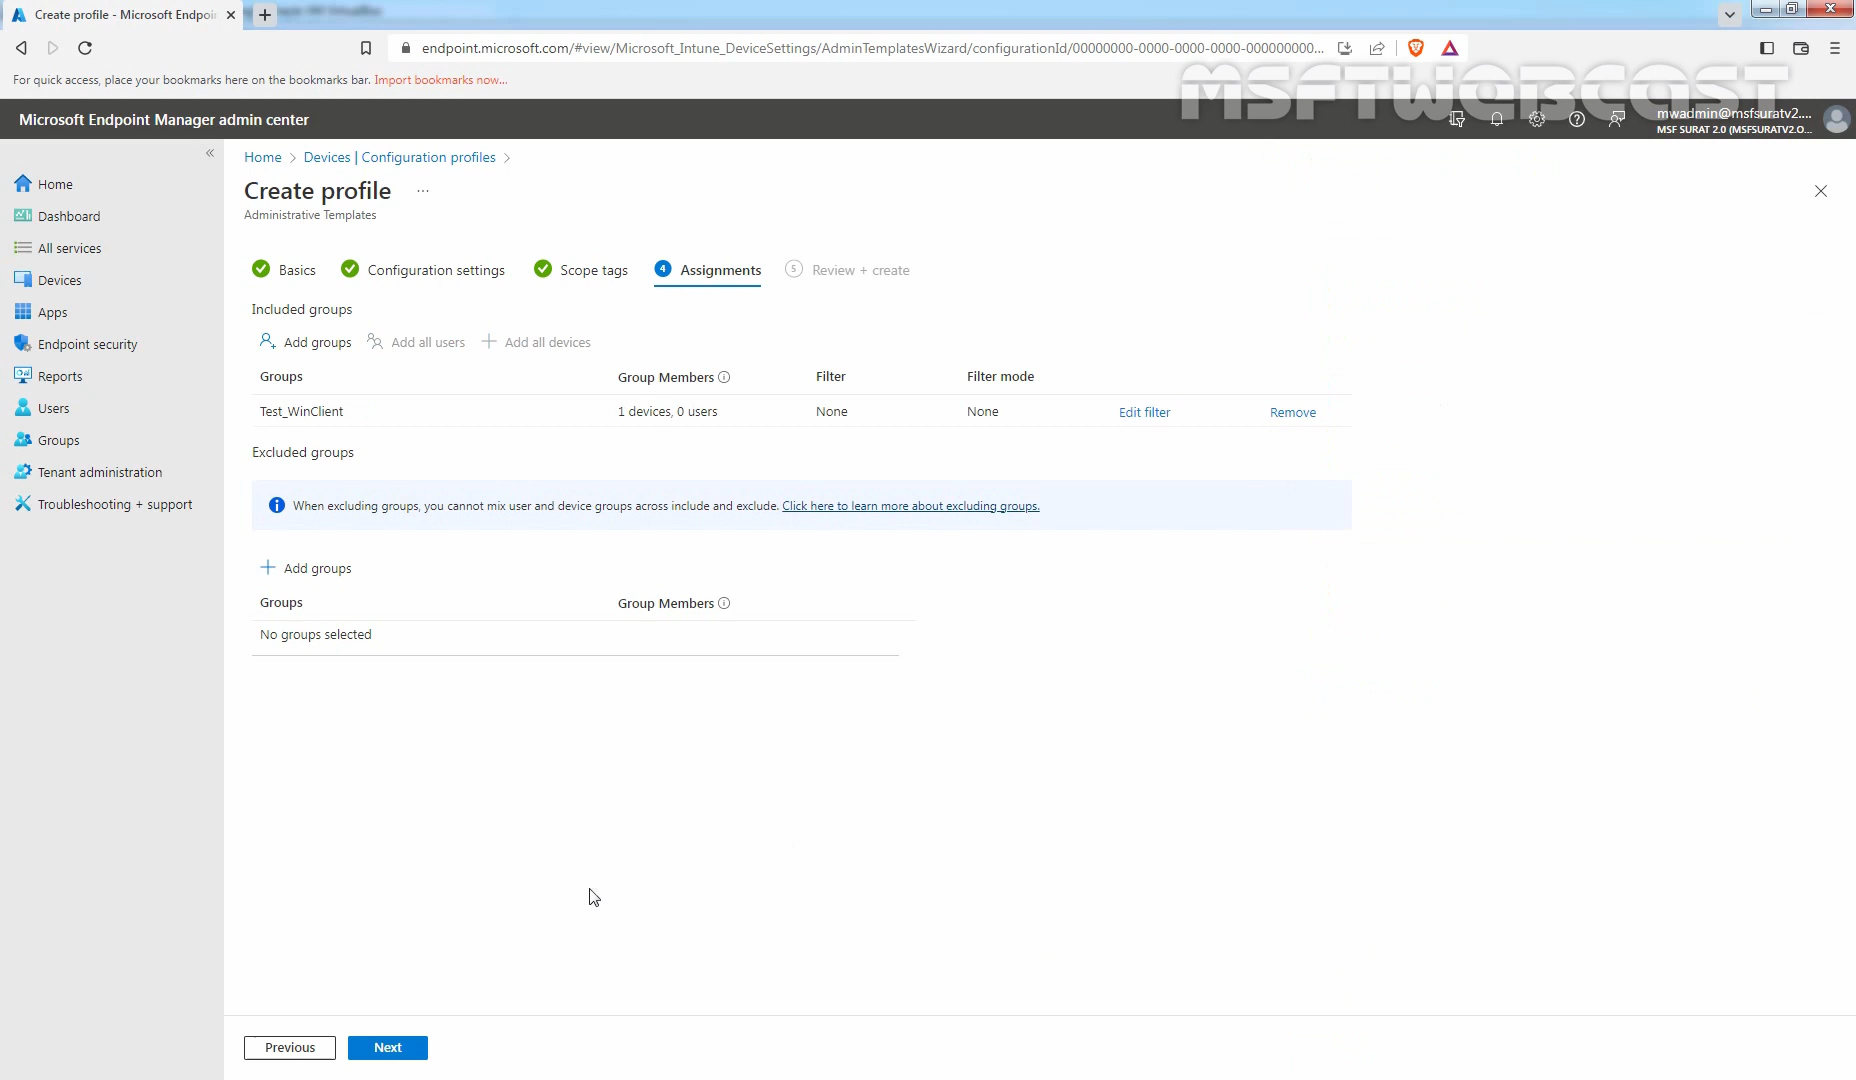 Create profile - Microsoft Endpoi
endpoint.microsoft.com/#view/Microsoft_Intune_DeviceSettings/AdminTemplatesWizard/configurationId/00000000-0000-0000-0000-000000000...
For quick access, place your bookmarks here on the bookmarks bar. Import bookmarks now...
MSFTWEBCAST
Microsoft Endpoint Manager admin center
mwadmin@msfsuratv2....
MSF SURAT 2.0 (MSFSURATV2.O...
Home
Dashboard
All services
Devices
Apps
Endpoint security
Reports
Users
Groups
Tenant administration
Troubleshooting + support
Home > Devices | Configuration profiles >
Create profile ...
Administrative Templates
Basics Configuration settings Scope tags 4 Assignments 5 Review + create
Included groups
Add groups Add all users Add all devices
Groups Group Members Filter Filter mode
Test_WinClient 1 devices, 0 users None None Edit filter Remove
Excluded groups
When excluding groups, you cannot mix user and device groups across include and exclude. Click here to learn more about excluding groups.
Add groups
Groups Group Members
No groups selected
Previous Next